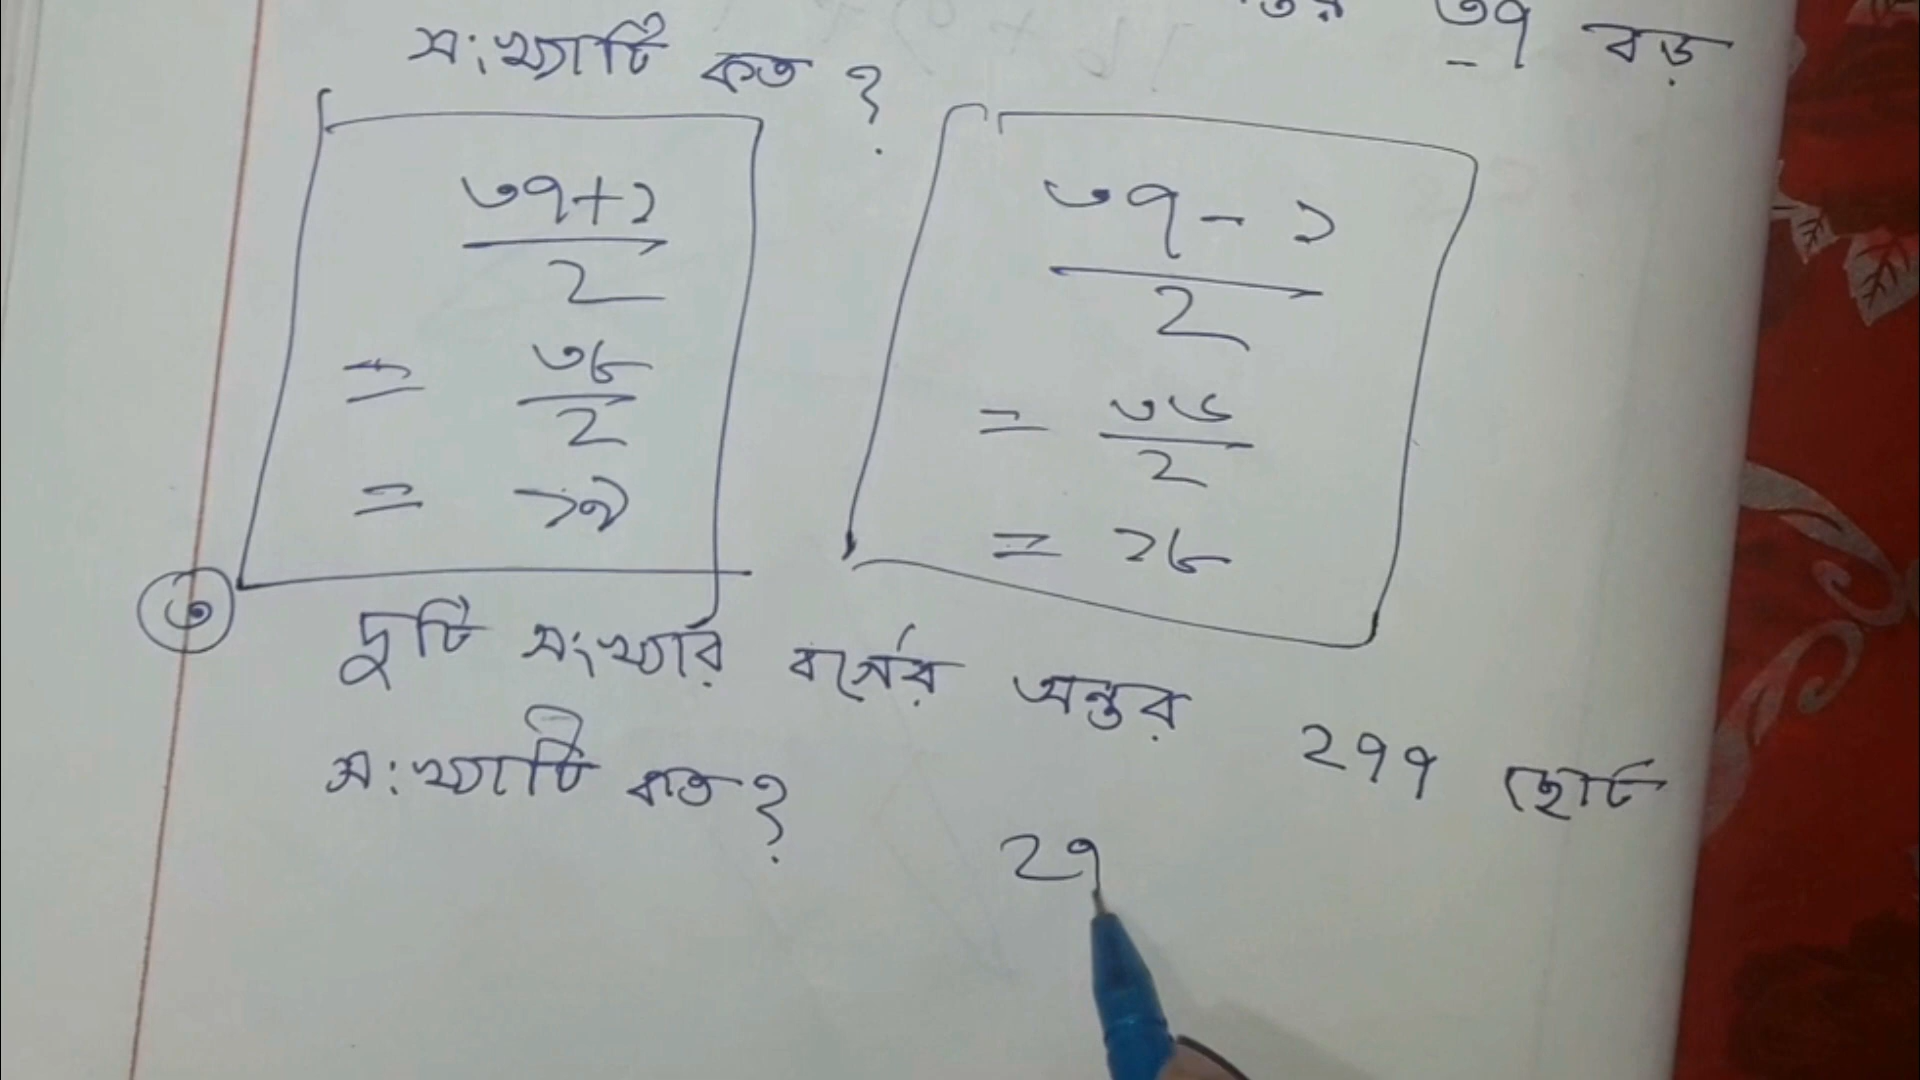 ৩৭ বড়
সংখ্যাটি কত?
৩৭+১
২
= ৩৮
২
= ১৯
৩৭-১
২
= ৩৬
২
= ১৮
৩ দুটি সংখ্যার বর্গের অন্তর ২৭৭ ছোট
সংখ্যাটি কত?
২৭